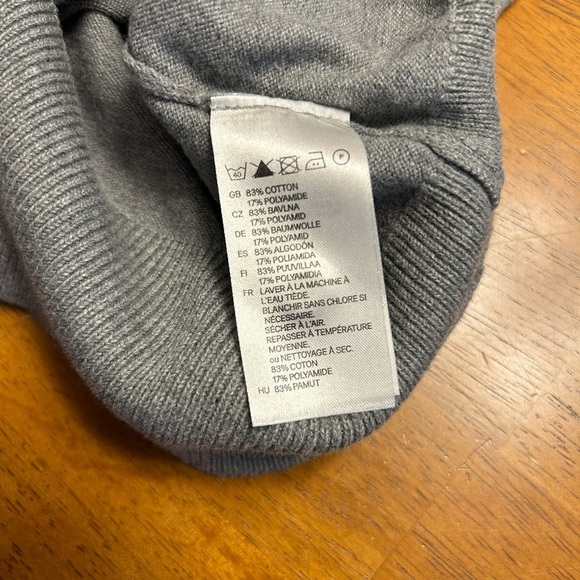 40 P
GB 83% COTTON
17% POLYAMIDE
CZ 83% BAVLNA
17% POLYAMID
DE 83% BAUMWOLLE
17% POLYAMID
ES 83% ALGODÓN
17% POLIAMIDA
FI 83% PUUVILLAA
17% POLYAMIDIA
FR LAVER À LA MACHINE À
L'EAU TIÈDE.
BLANCHIR SANS CHLORE SI
NÉCESSAIRE.
SÉCHER À L'AIR.
REPASSER À TEMPÉRATURE
MOYENNE.
ou NETTOYAGE À SEC.
83% COTON
17% POLYAMIDE
HU 83% PAMUT